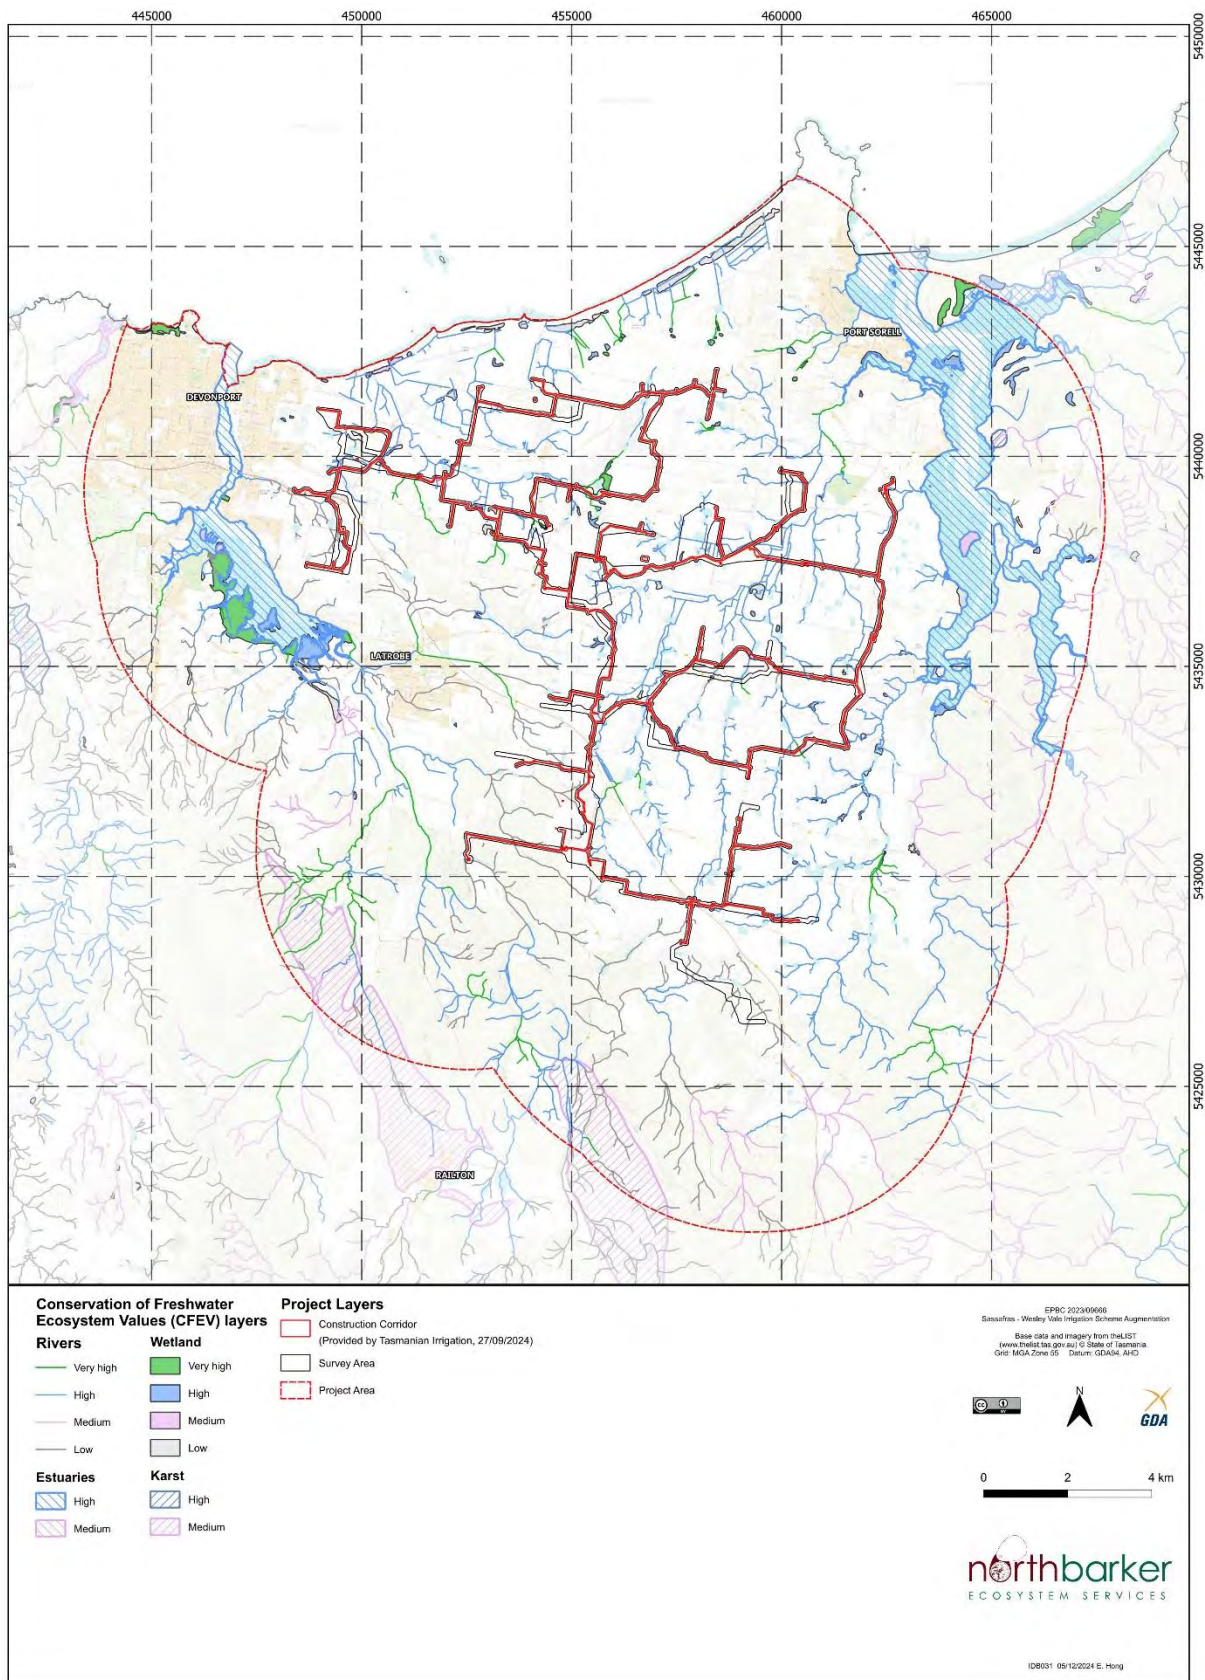 445000
450000
455000
460000
465000
5450000
5445000
PORT SORELL
DEVONPORT
5440000
LATROBE
5435000
5430000
5425000
RAILTON
Conservation of Freshwater
Ecosystem Values (CFEV) layers
Rivers
Very high
High
Medium
Low
Estuaries
High
Medium
Wetland
Very high
High
Medium
Low
Karst
High
Medium
Project Layers
Construction Corridor
(Provided by Tasmanian Irrigation, 27/09/2024)
Survey Area
Project Area
EPBC 2023/09666
Sassafras - Wesley Vale Irrigation Scheme Augmentation
Base data and imagery from theLIST
(www.thelist.tas.gov.au) © State of Tasmania
Grid: MGA Zone 55 Datum: GDA94, AHD
cc
BY
N
GDA
0 2 4 km
northbarker
ECOSYSTEM SERVICES
IDB031 05/12/2024 E. Hong